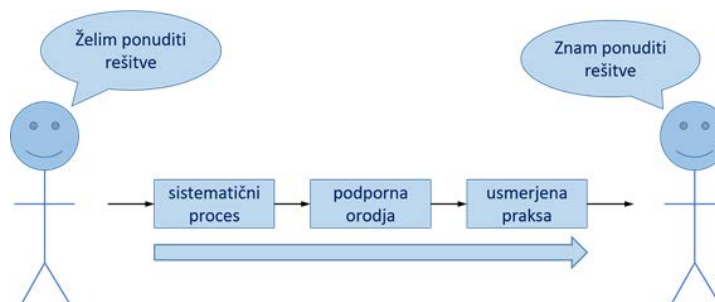 Želim ponuditi
rešitve
Znam ponuditi
rešitve
sistematični
proces
podporna
orodja
usmerjena
praksa